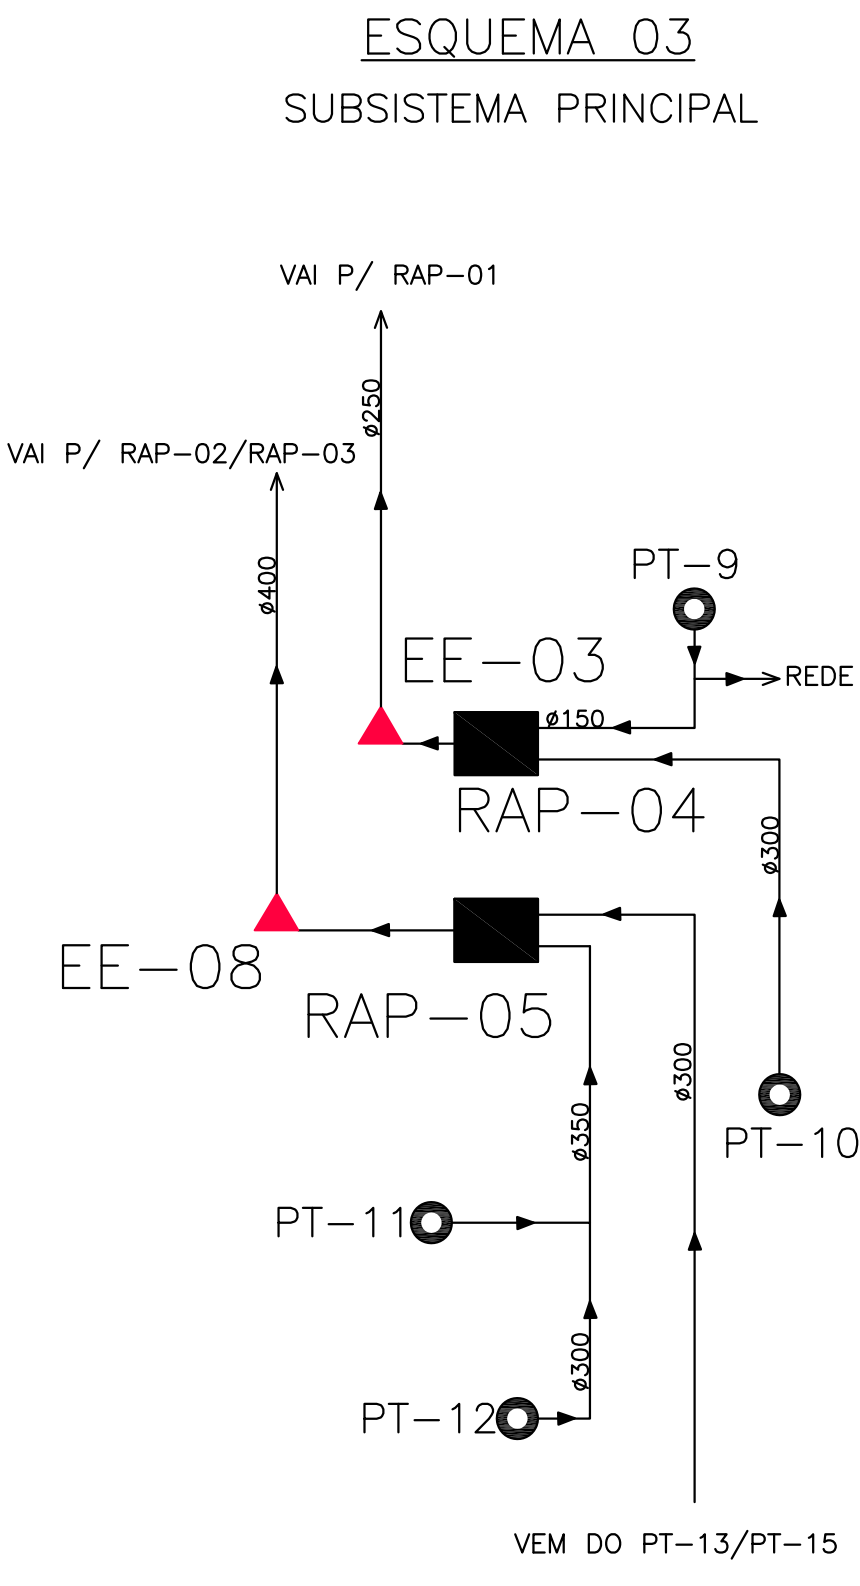 ESQUEMA 03
SUBSISTEMA PRINCIPAL
VAI P/ RAP-01
ø250
VAI P/ RAP-02/RAP-03
ø400
PT-9
EE-03
REDE
ø150
RAP-04
ø300
EE-08
RAP-05
ø300
ø350
PT-10
PT-11
ø300
PT-12
VEM DO PT-13/PT-15